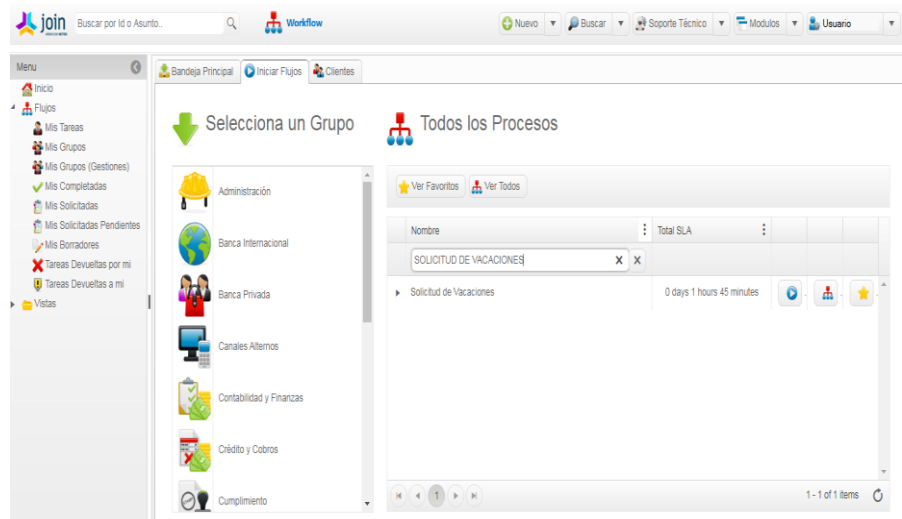 join Buscar por Id o Asunto.. Workflow Nuevo Buscar Soporte Técnico Modulos Usuario
Menu
Inicio
Flujos
Mis Tareas
Mis Grupos
Mis Grupos (Gestiones)
Mis Completadas
Mis Solicitadas
Mis Solicitadas Pendientes
Mis Borradores
Tareas Devueltas por mi
Tareas Devueltas a mi
Vistas
Bandeja Principal Iniciar Flujos Clientes
Selecciona un Grupo
Administración
Banca Internacional
Banca Privada
Canales Alternos
Contabilidad y Finanzas
Crédito y Cobros
Cumplimiento
Todos los Procesos
Ver Favoritos Ver Todos
Nombre Total SLA
SOLICITUD DE VACACIONES X X
Solicitud de Vacaciones 0 days 1 hours 45 minutes
1 1 - 1 of 1 items